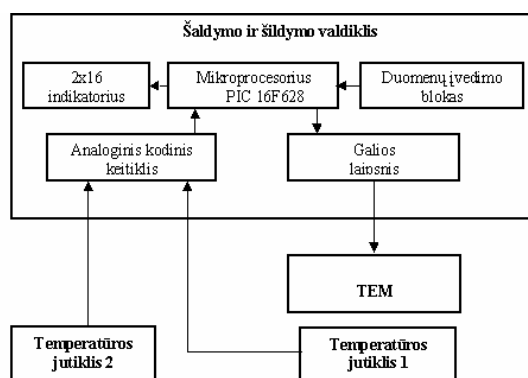 Šaldymo ir šildymo valdiklis
2x16
indikatorius
Mikroprocesorius
PIC 16F628
Duomenų įvedimo
blokas
Analoginis kodinis
keitiklis
Galios
laipsnis
TEM
Temperatūros
jutiklis 2
Temperatūros
jutiklis 1